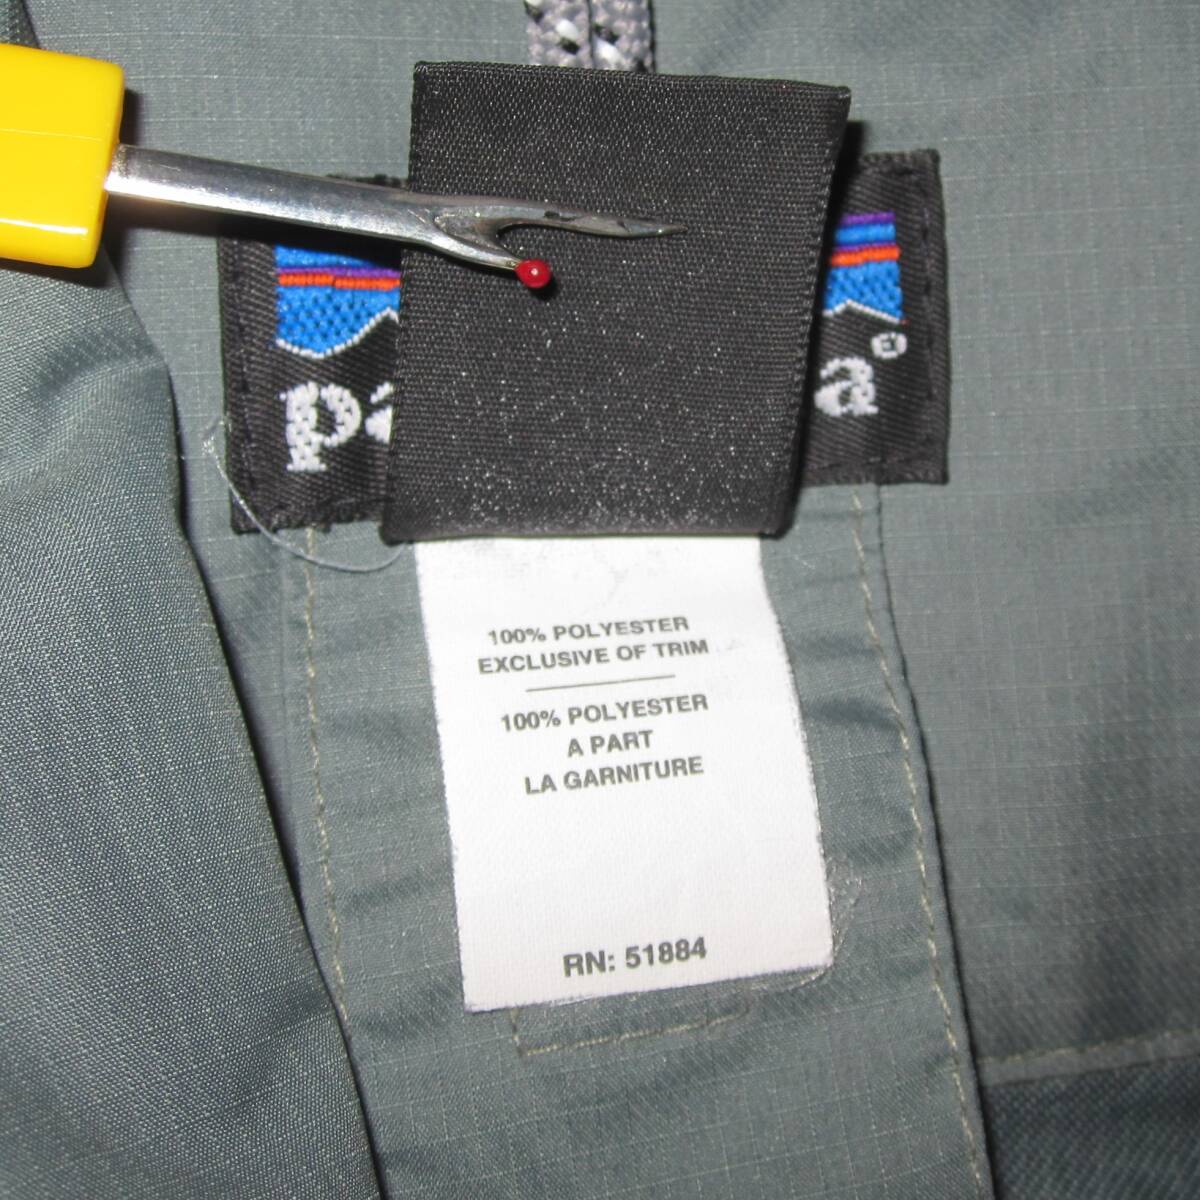 100% POLYESTER
EXCLUSIVE OF TRIM
100% POLYESTER
A PART
LA GARNITURE
RN: 51884